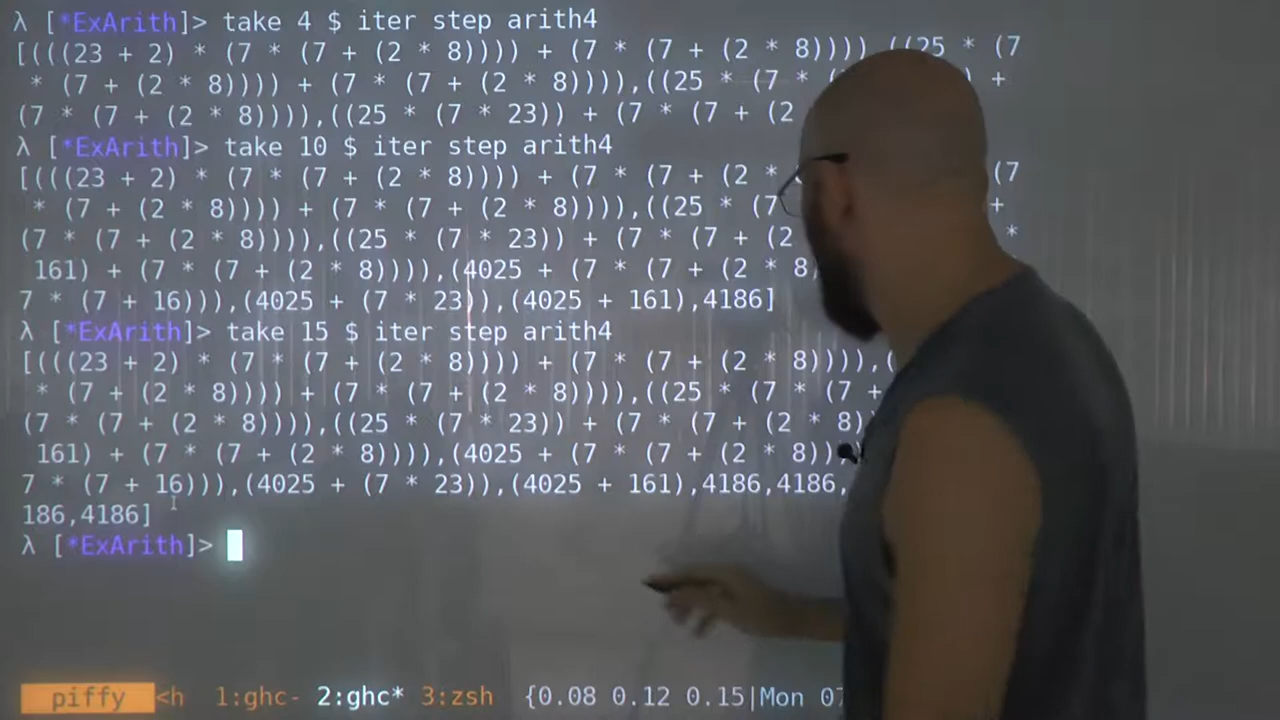 λ [*ExArith]> take 4 $ iter step arith4
[(((23 + 2) * (7 * (7 + (2 * 8)))) + (7 * (7 + (2 * 8)))),((25 * (7
* (7 + (2 * 8)))) + (7 * (7 + (2 * 8)))),((25 * (7 * ) +
(7 * (7 + (2 * 8)))),((25 * (7 * 23)) + (7 * (7 + (2
λ [*ExArith]> take 10 $ iter step arith4
[(((23 + 2) * (7 * (7 + (2 * 8)))) + (7 * (7 + (2 * (7
* (7 + (2 * 8)))) + (7 * (7 + (2 * 8)))),((25 * (7 +
(7 * (7 + (2 * 8)))),((25 * (7 * 23)) + (7 * (7 + (2 *
161) + (7 * (7 + (2 * 8)))),(4025 + (7 * (7 + (2 * 8)
7 * (7 + 16))),(4025 + (7 * 23)),(4025 + 161),4186]
λ [*ExArith]> take 15 $ iter step arith4
[(((23 + 2) * (7 * (7 + (2 * 8)))) + (7 * (7 + (2 * 8)))),(
* (7 + (2 * 8)))) + (7 * (7 + (2 * 8)))),((25 * (7 * (7 +
(7 * (7 + (2 * 8)))),((25 * (7 * 23)) + (7 * (7 + (2 * 8)
161) + (7 * (7 + (2 * 8)))),(4025 + (7 * (7 + (2 * 8))
7 * (7 + 16))),(4025 + (7 * 23)),(4025 + 161),4186,4186,
186,4186]
λ [*ExArith]>
piffy <h 1:ghc- 2:ghc* 3:zsh {0.08 0.12 0.15|Mon 07